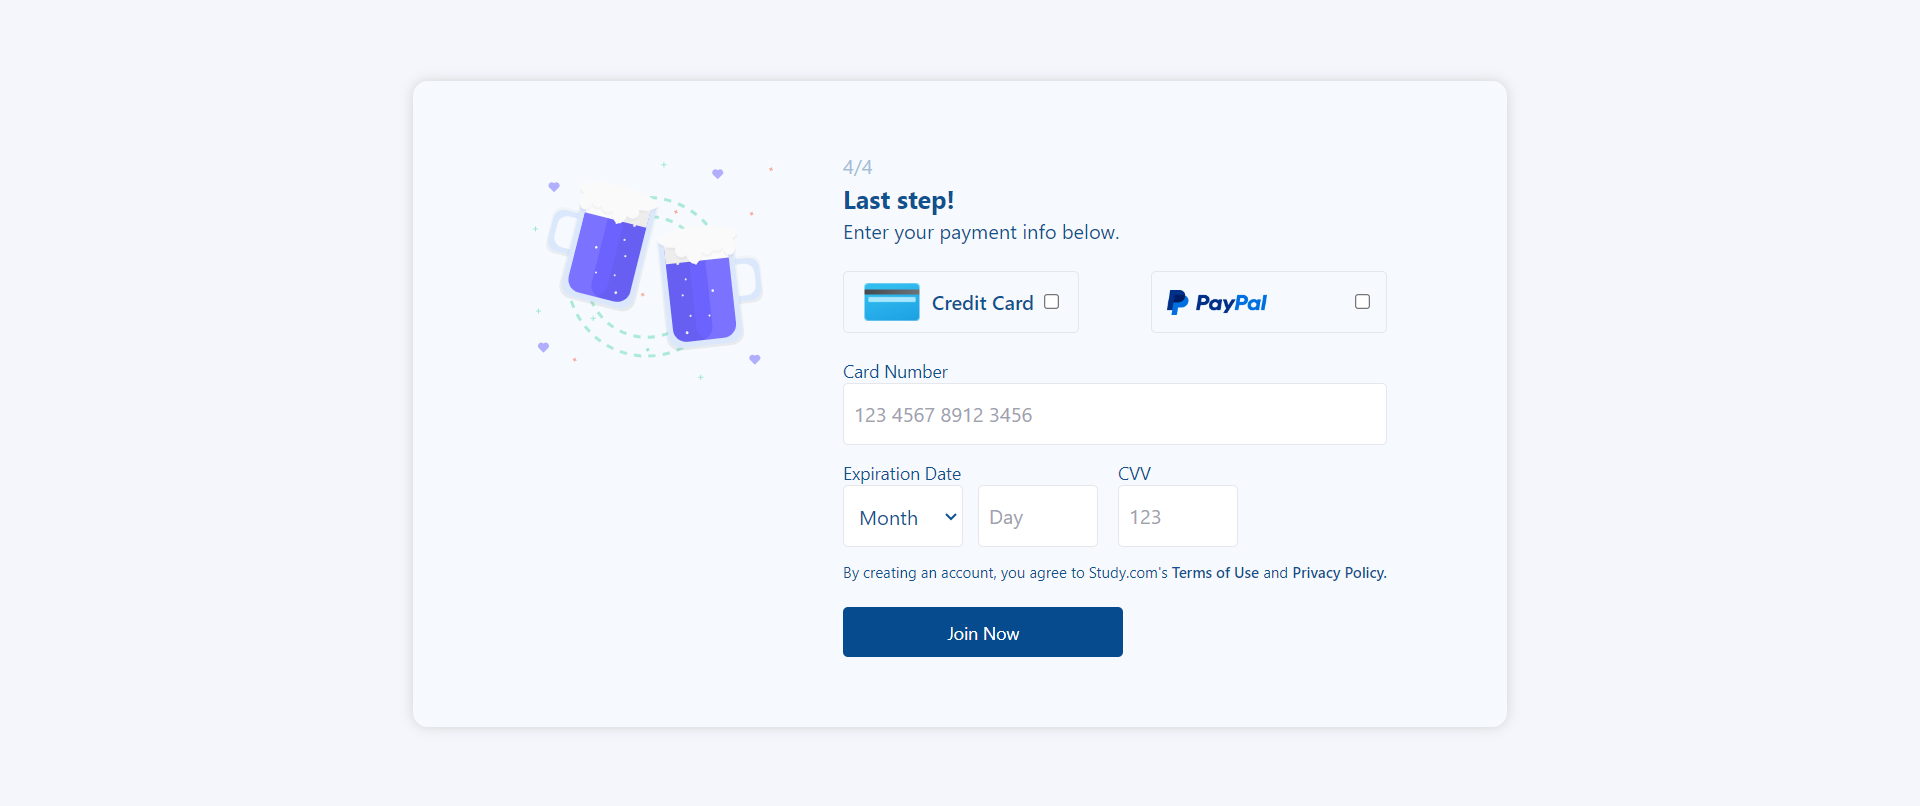 4/4
Last step!
Enter your payment info below.
Credit Card
PayPal
Card Number
123 4567 8912 3456
Expiration Date
CVV
Month
Day
123
By creating an account, you agree to Study.com's Terms of Use and Privacy Policy.
Join Now